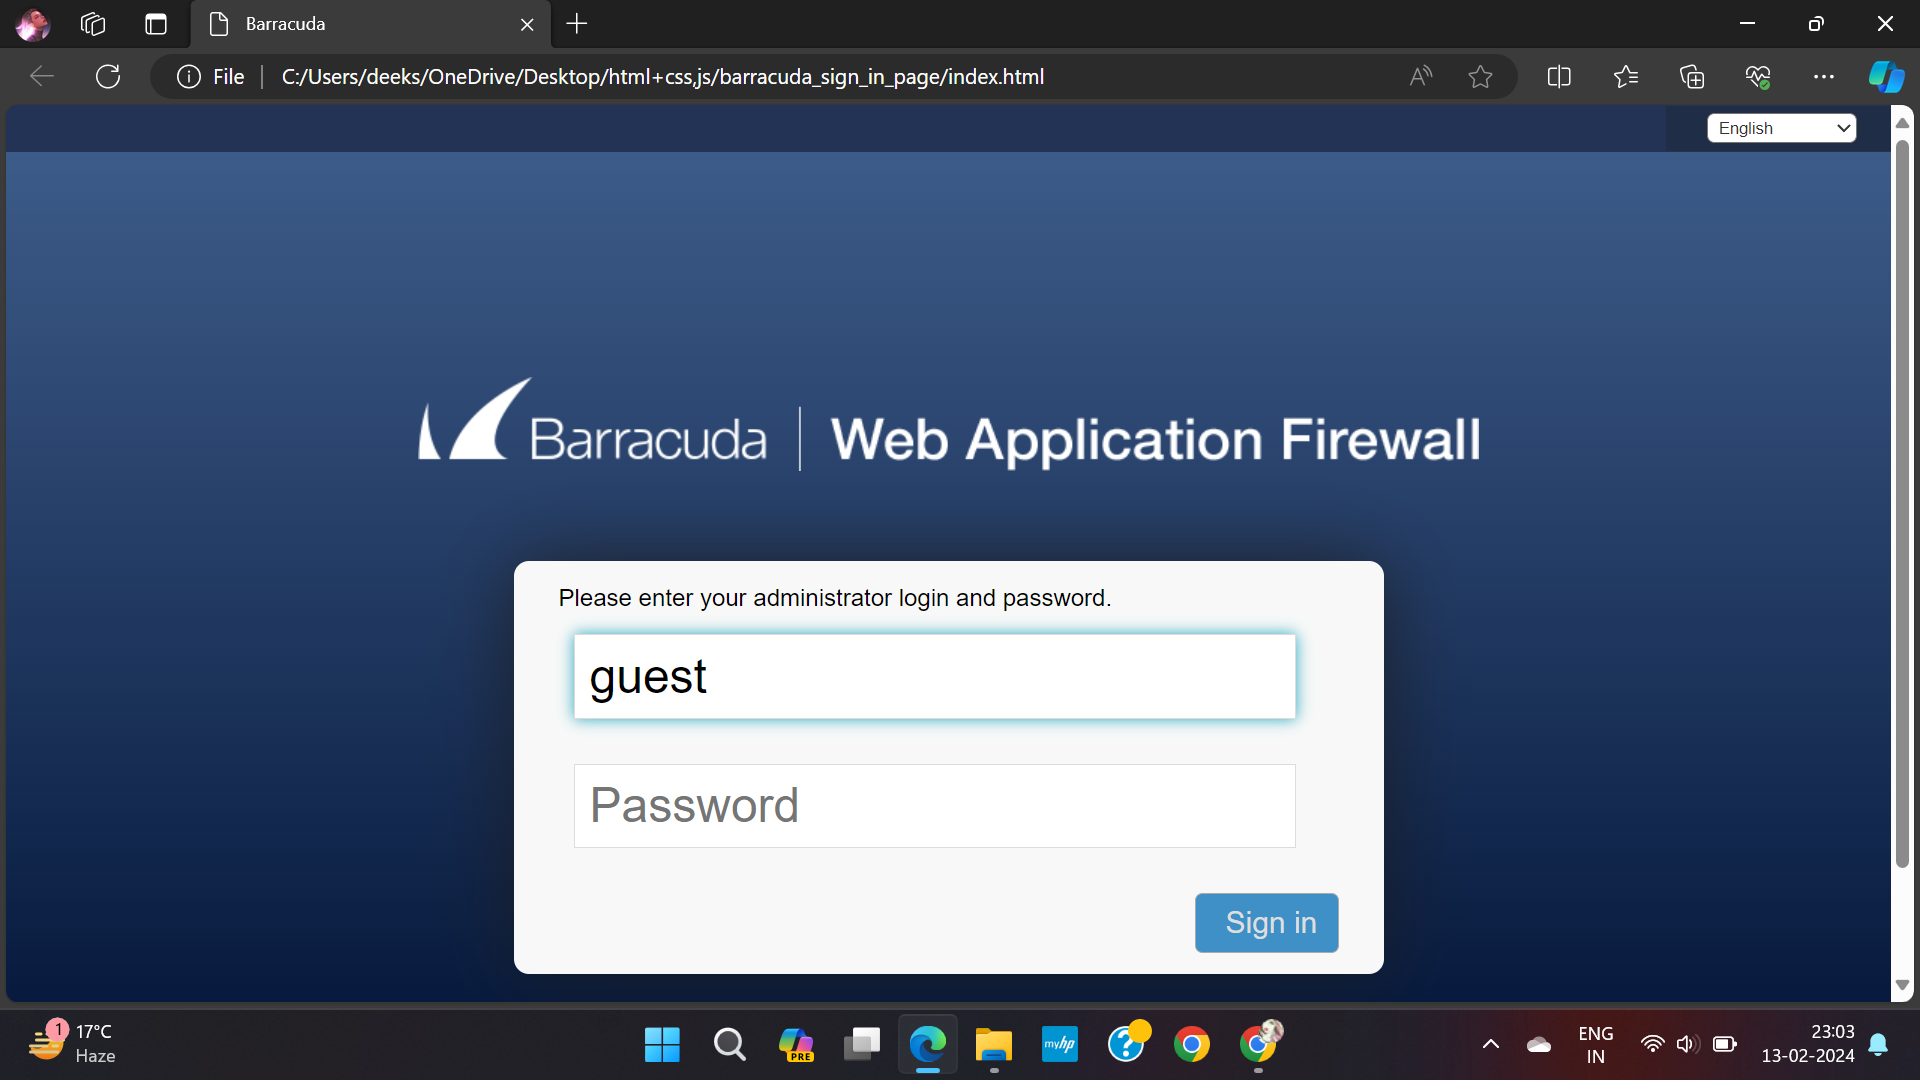 Barracuda
File
C:/Users/deeks/OneDrive/Desktop/html+css,js/barracuda_sign_in_page/index.html
English
Barracuda | Web Application Firewall
Please enter your administrator login and password.
guest
Password
Sign in
1
17°C
Haze
PRE
myhp
ENG
IN
23:03
13-02-2024